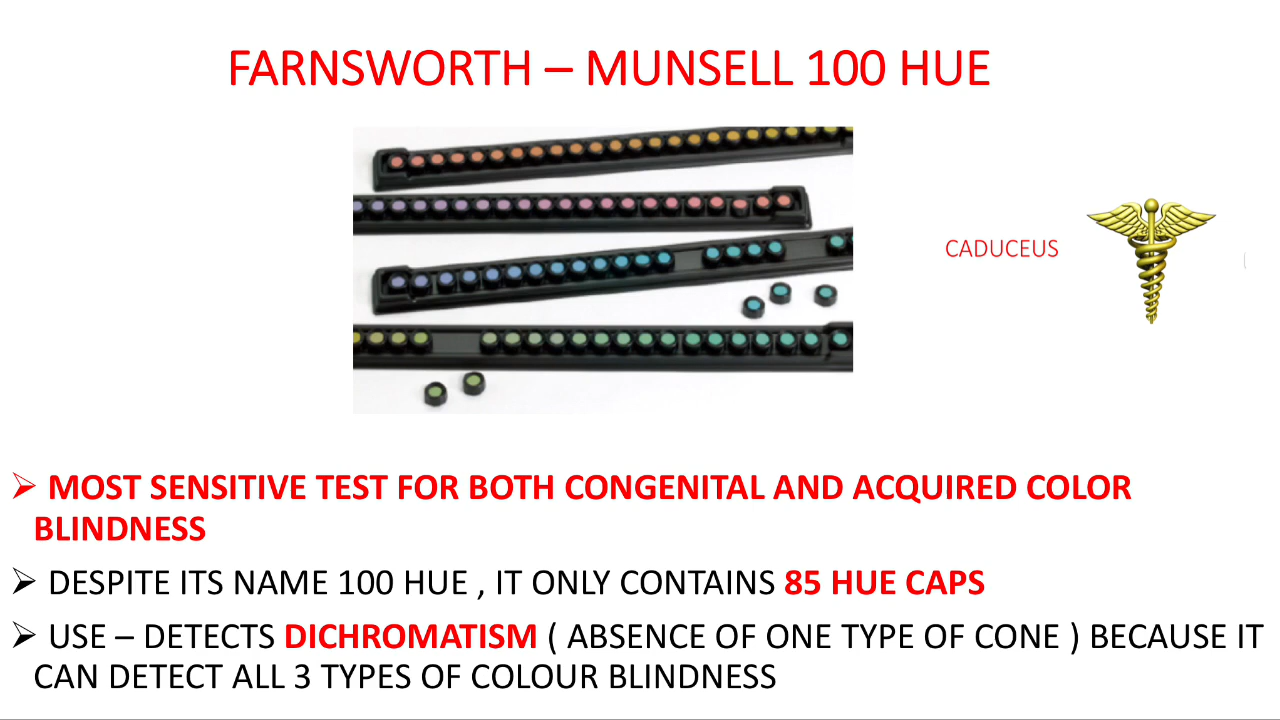 FARNSWORTH – MUNSELL 100 HUE
CADUCEUS
➢ MOST SENSITIVE TEST FOR BOTH CONGENITAL AND ACQUIRED COLOR
BLINDNESS
➢ DESPITE ITS NAME 100 HUE , IT ONLY CONTAINS 85 HUE CAPS
➢ USE – DETECTS DICHROMATISM ( ABSENCE OF ONE TYPE OF CONE ) BECAUSE IT
CAN DETECT ALL 3 TYPES OF COLOUR BLINDNESS